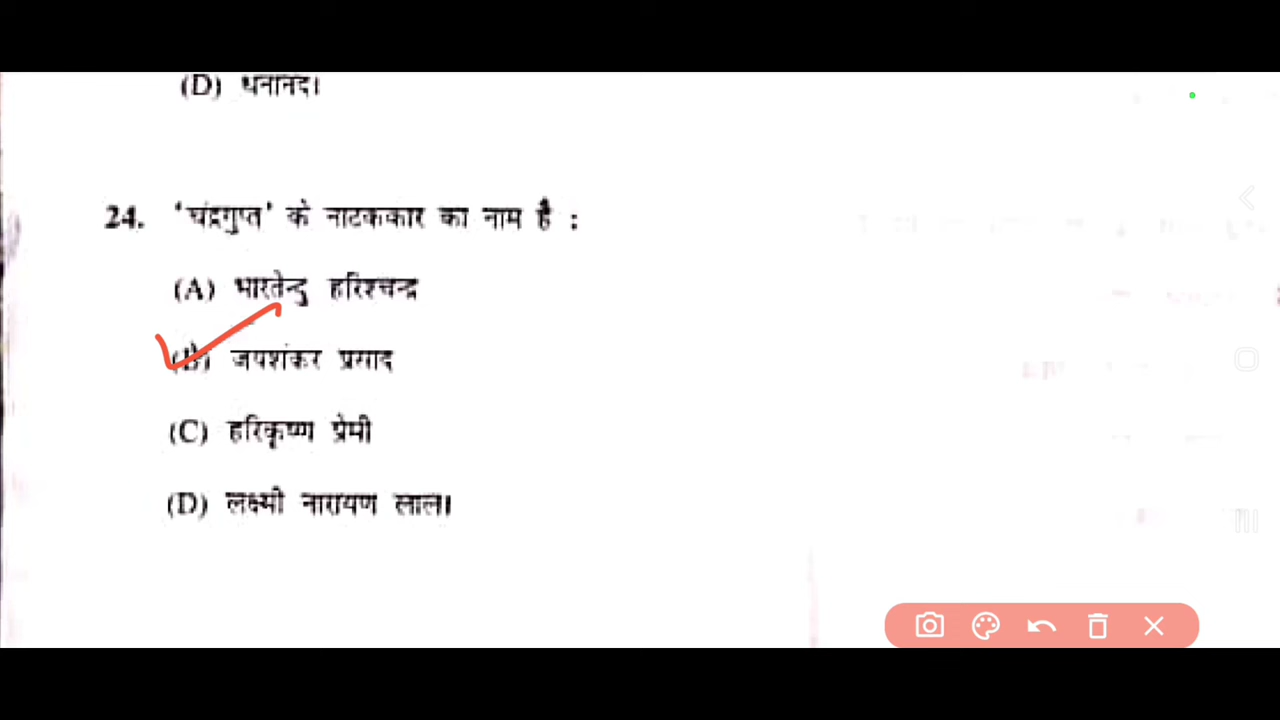 (D) धनानंद।
24. 'चंद्रगुप्त' के नाटककार का नाम है :
(A) भारतेन्दु हरिश्चन्द्र
(B) जयशंकर प्रसाद
(C) हरिकृष्ण प्रेमी
(D) लक्ष्मी नारायण लाल।